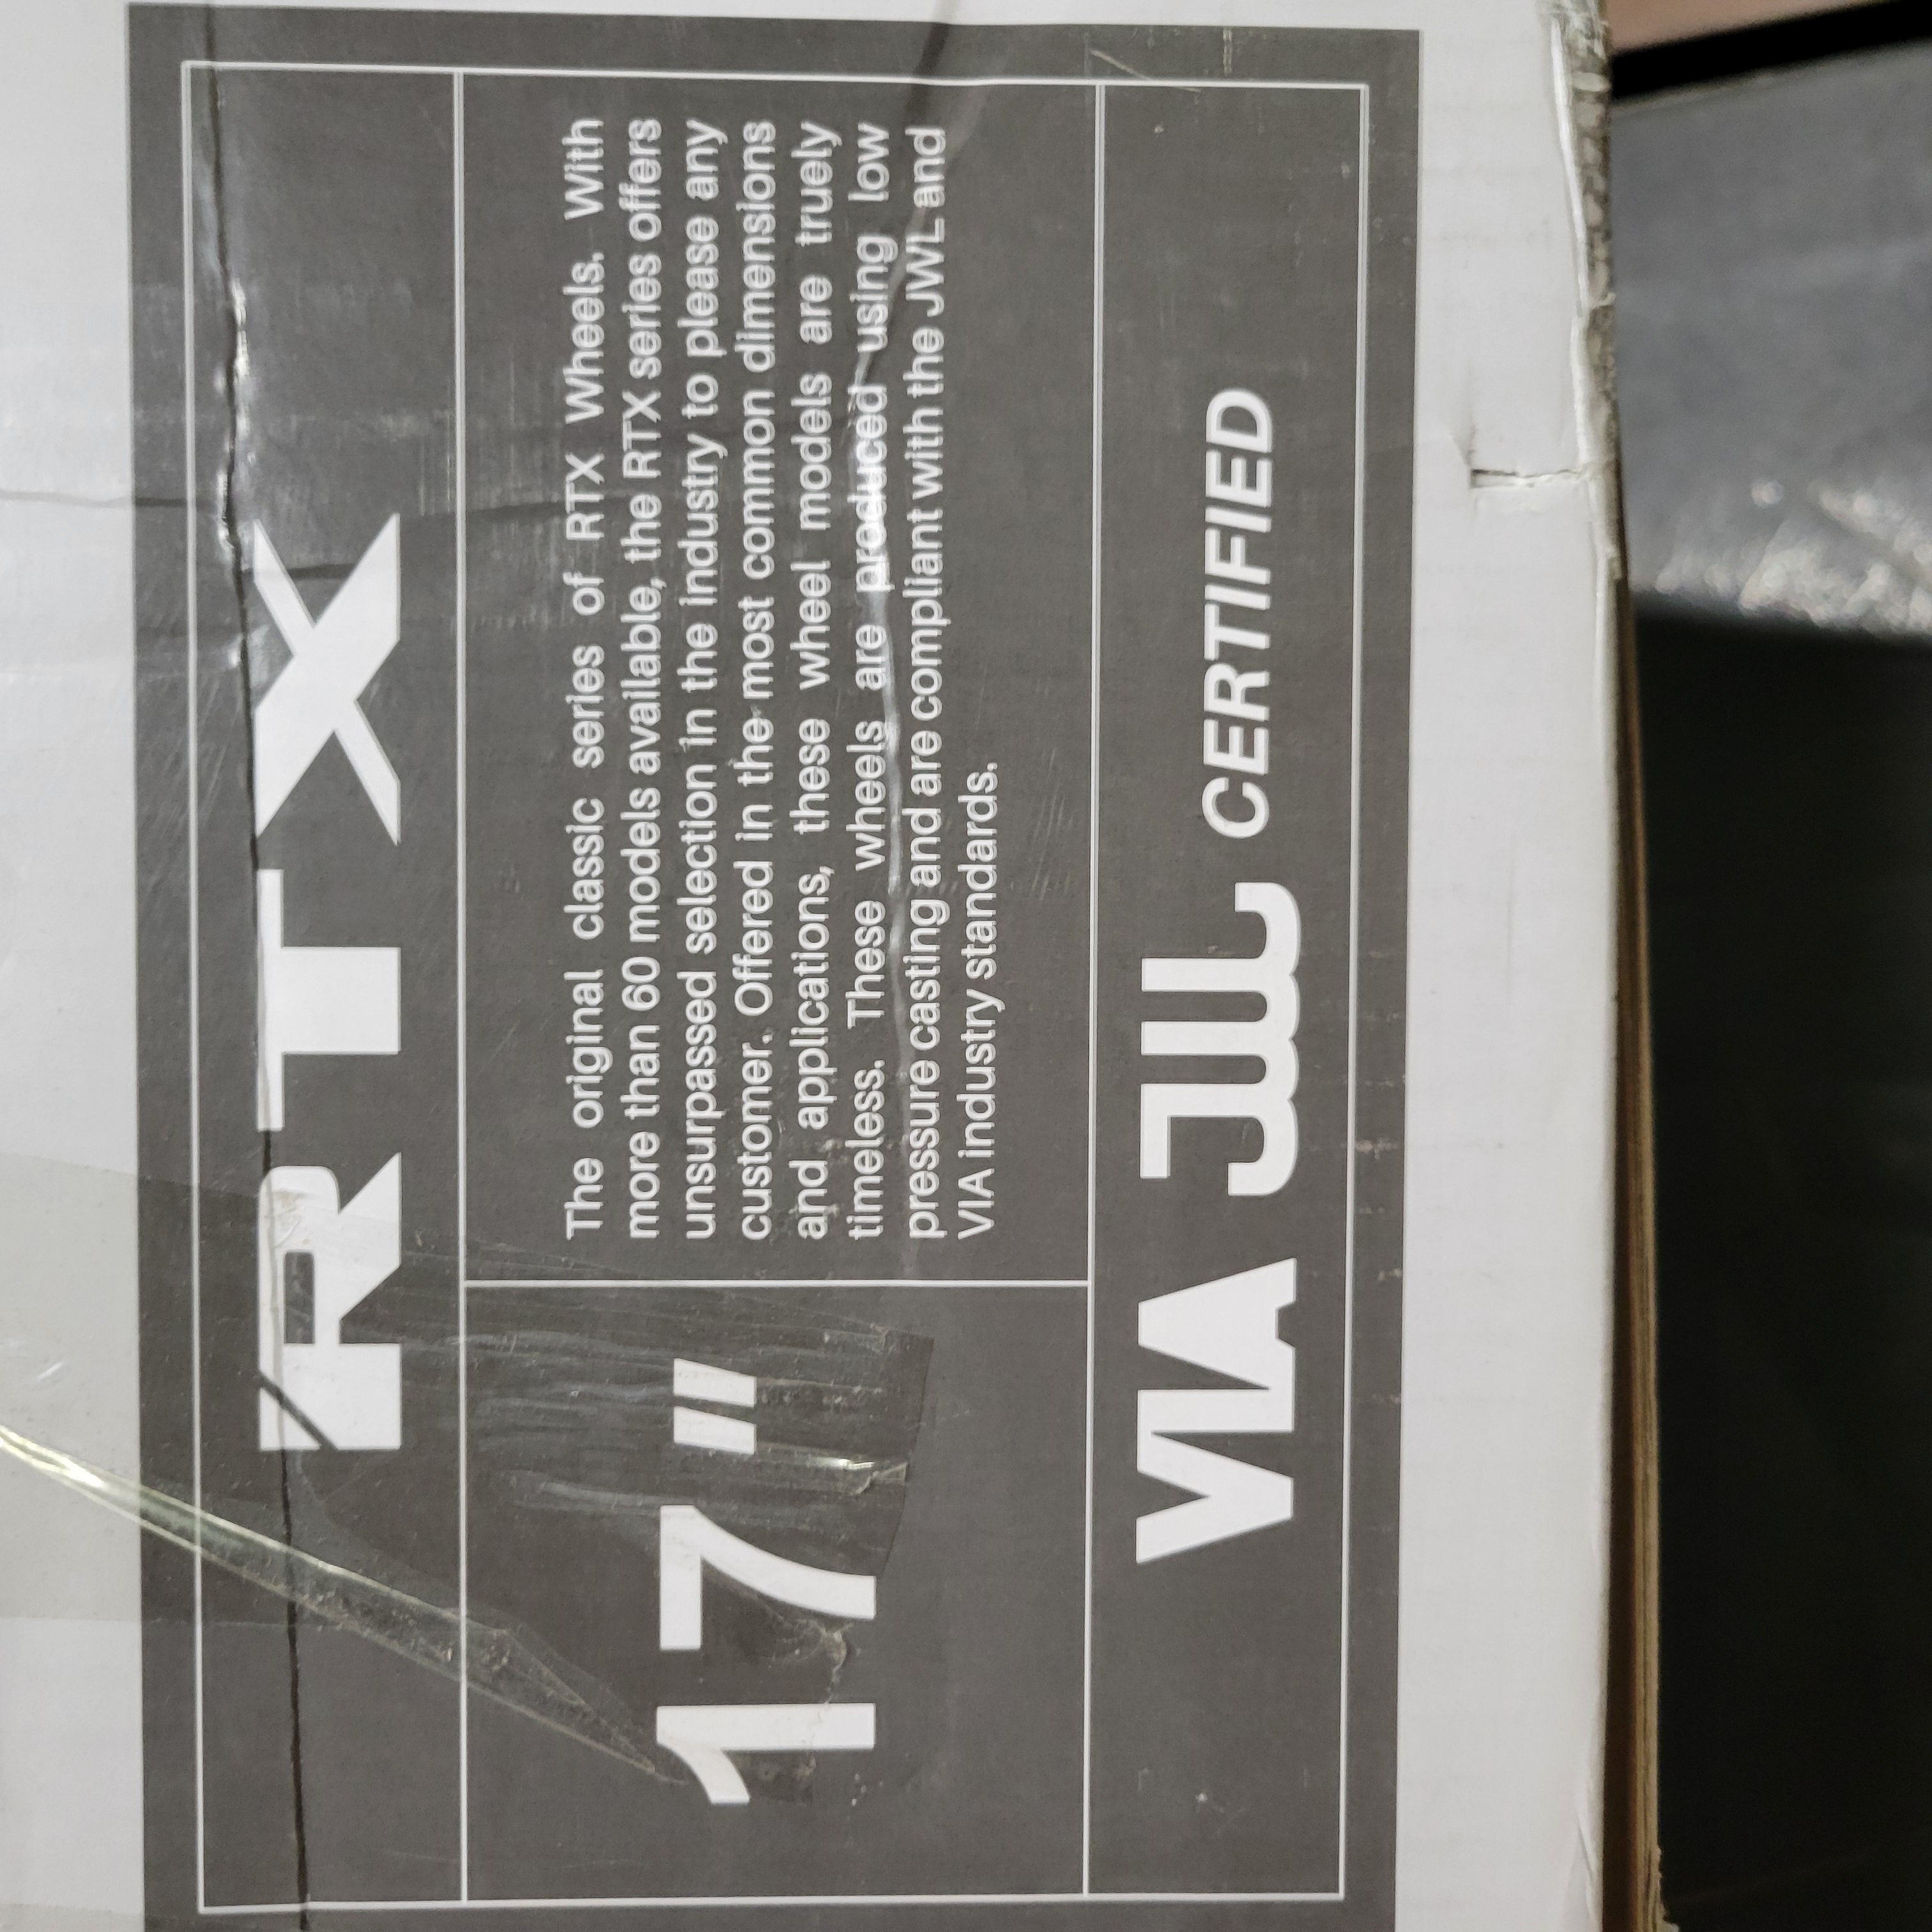 RTX
17"
The original classic series of RTX Wheels. With
more than 60 models available, the RTX series offers
unsurpassed selection in the industry to please any
customer. Offered in the most common dimensions
and applications, these wheel models are truely
timeless. These wheels are produced using low
pressure casting and are compliant with the JWL and
VIA industry standards.
VIA JWL CERTIFIED